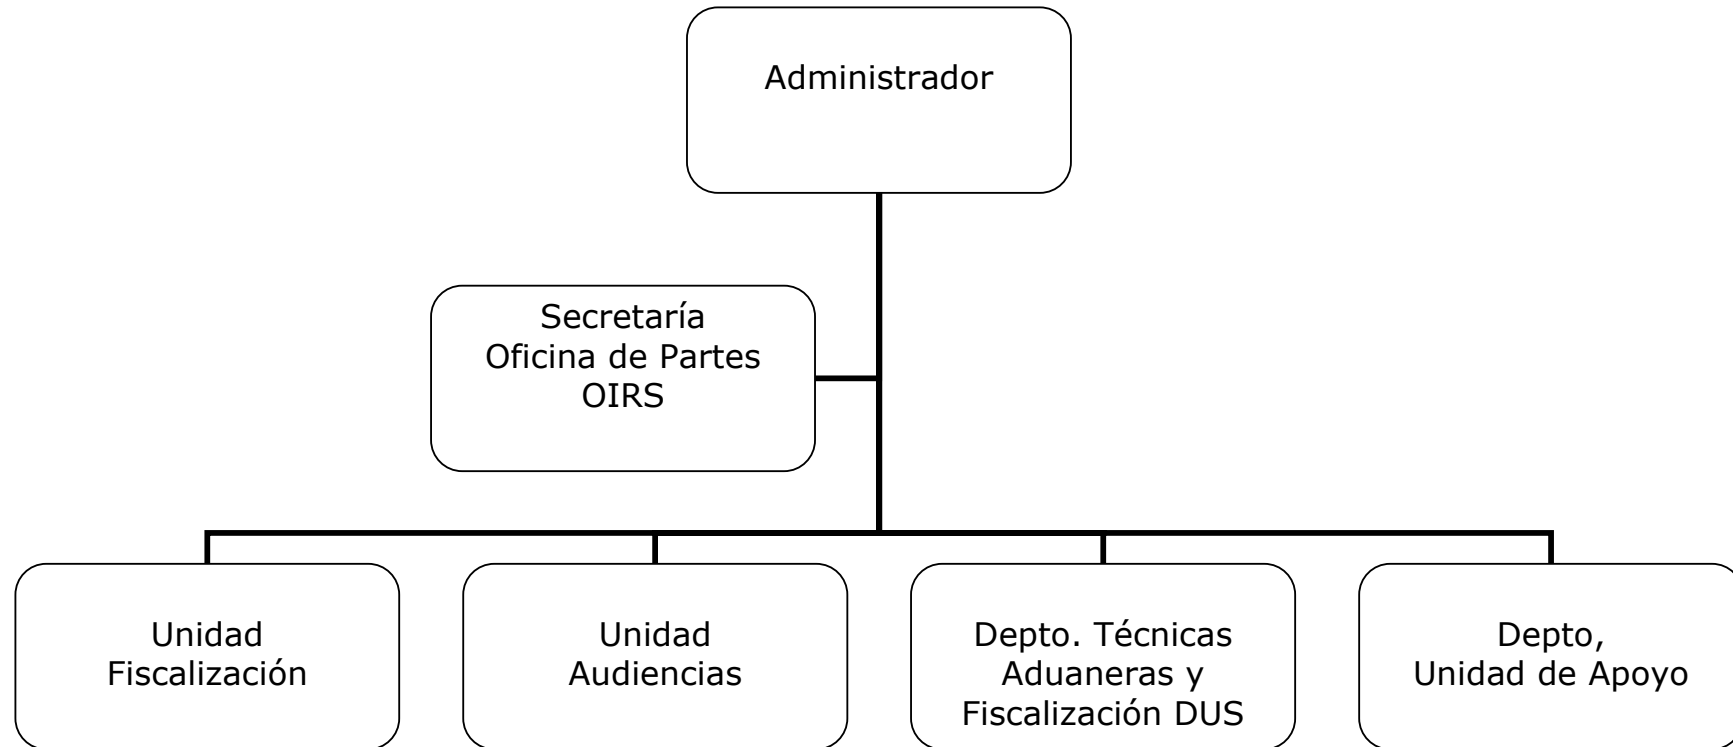 Administrador
Secretaría
Oficina de Partes
OIRS
Unidad
Fiscalización
Unidad
Audiencias
Depto. Técnicas
Aduaneras y
Fiscalización DUS
Depto,
Unidad de Apoyo